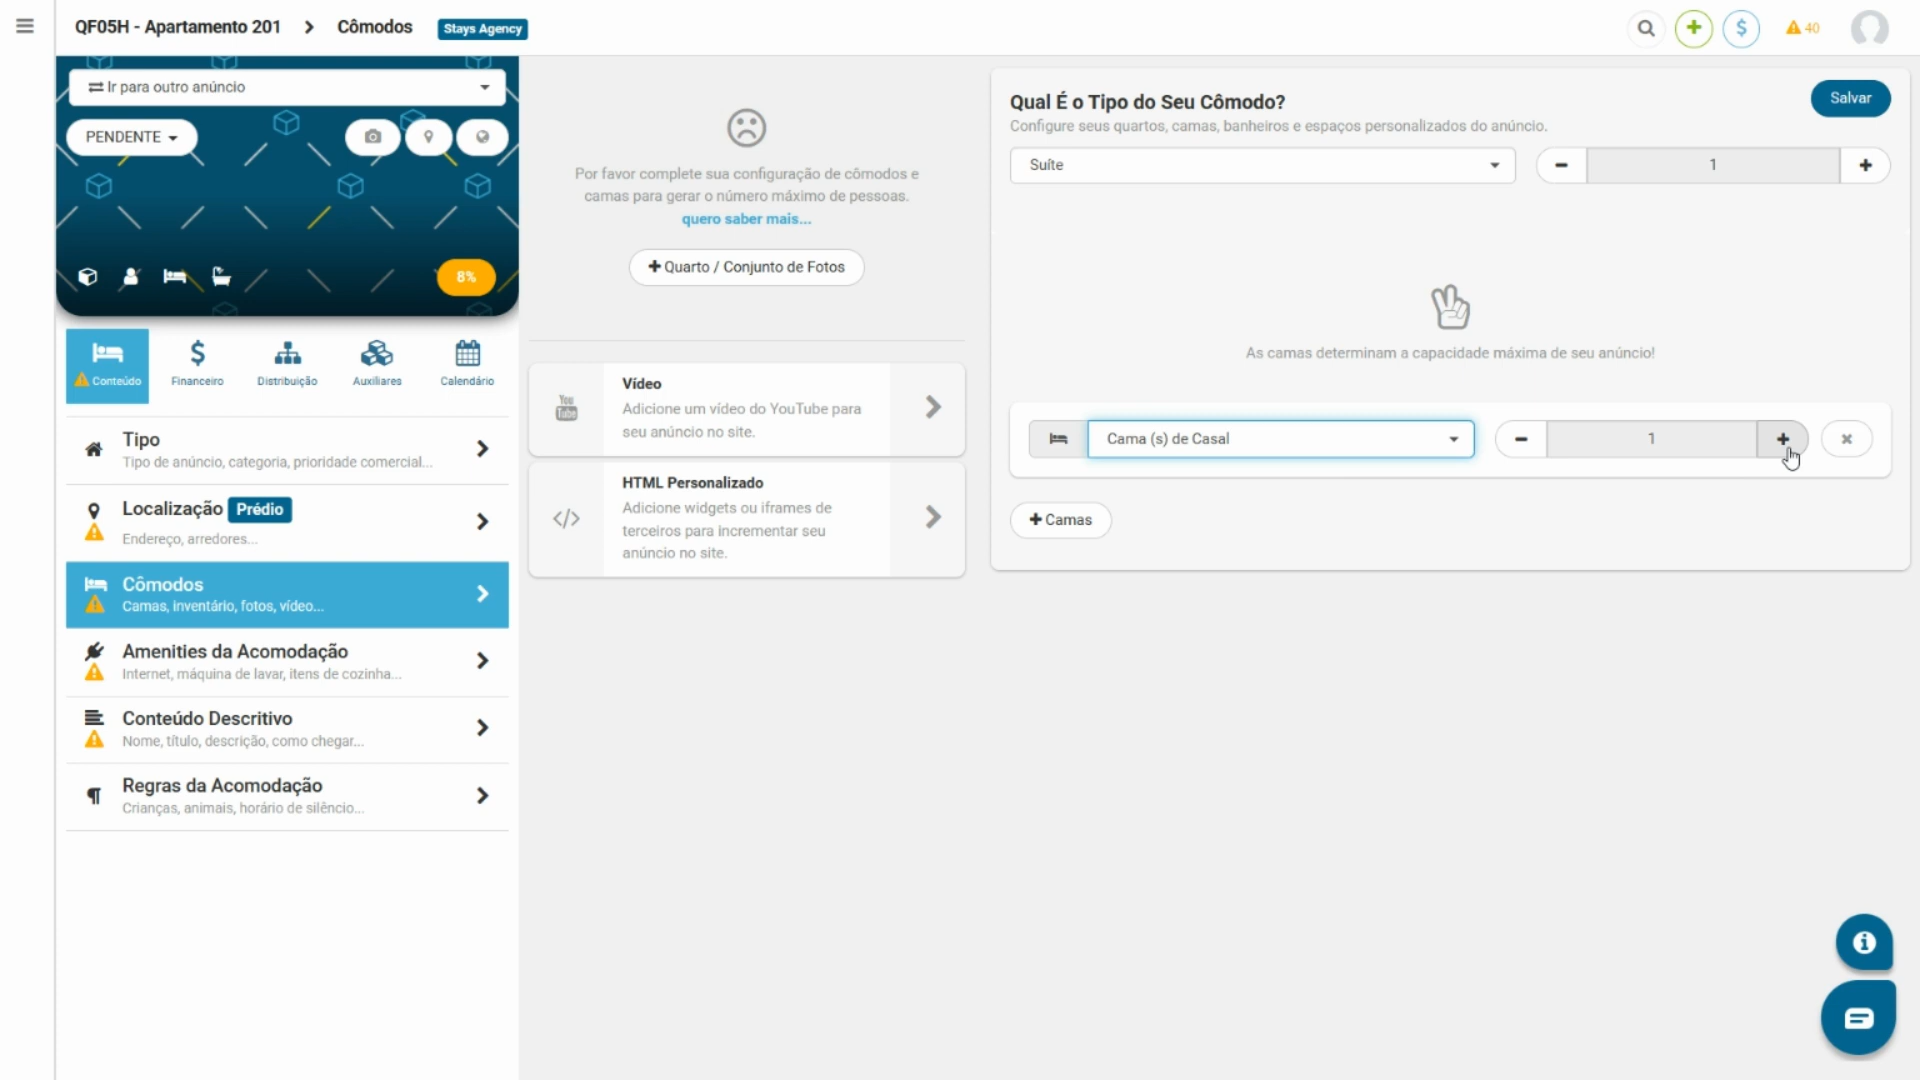 QF05H - Apartamento 201
Cômodos
Stays Agency
40
Ir para outro anúncio
PENDENTE
8%
Conteúdo
Financeiro
Distribuição
Auxiliares
Calendário
Tipo
Tipo de anúncio, categoria, prioridade comercial...
Localização Prédio
Endereço, arredores...
Cômodos
Camas, inventário, fotos, vídeo...
Amenities da Acomodação
Internet, máquina de lavar, itens de cozinha...
Conteúdo Descritivo
Nome, título, descrição, como chegar...
Regras da Acomodação
Crianças, animais, horário de silêncio...
Por favor complete sua configuração de cômodos e
camas para gerar o número máximo de pessoas.
quero saber mais...
Quarto / Conjunto de Fotos
You
Tube
Vídeo
Adicione um vídeo do YouTube para
seu anúncio no site.
HTML Personalizado
Adicione widgets ou iframes de
terceiros para incrementar seu
anúncio no site.
Qual É o Tipo do Seu Cômodo?
Configure seus quartos, camas, banheiros e espaços personalizados do anúncio.
Salvar
Suíte
1
As camas determinam a capacidade máxima de seu anúncio!
Cama (s) de Casal
1
Camas